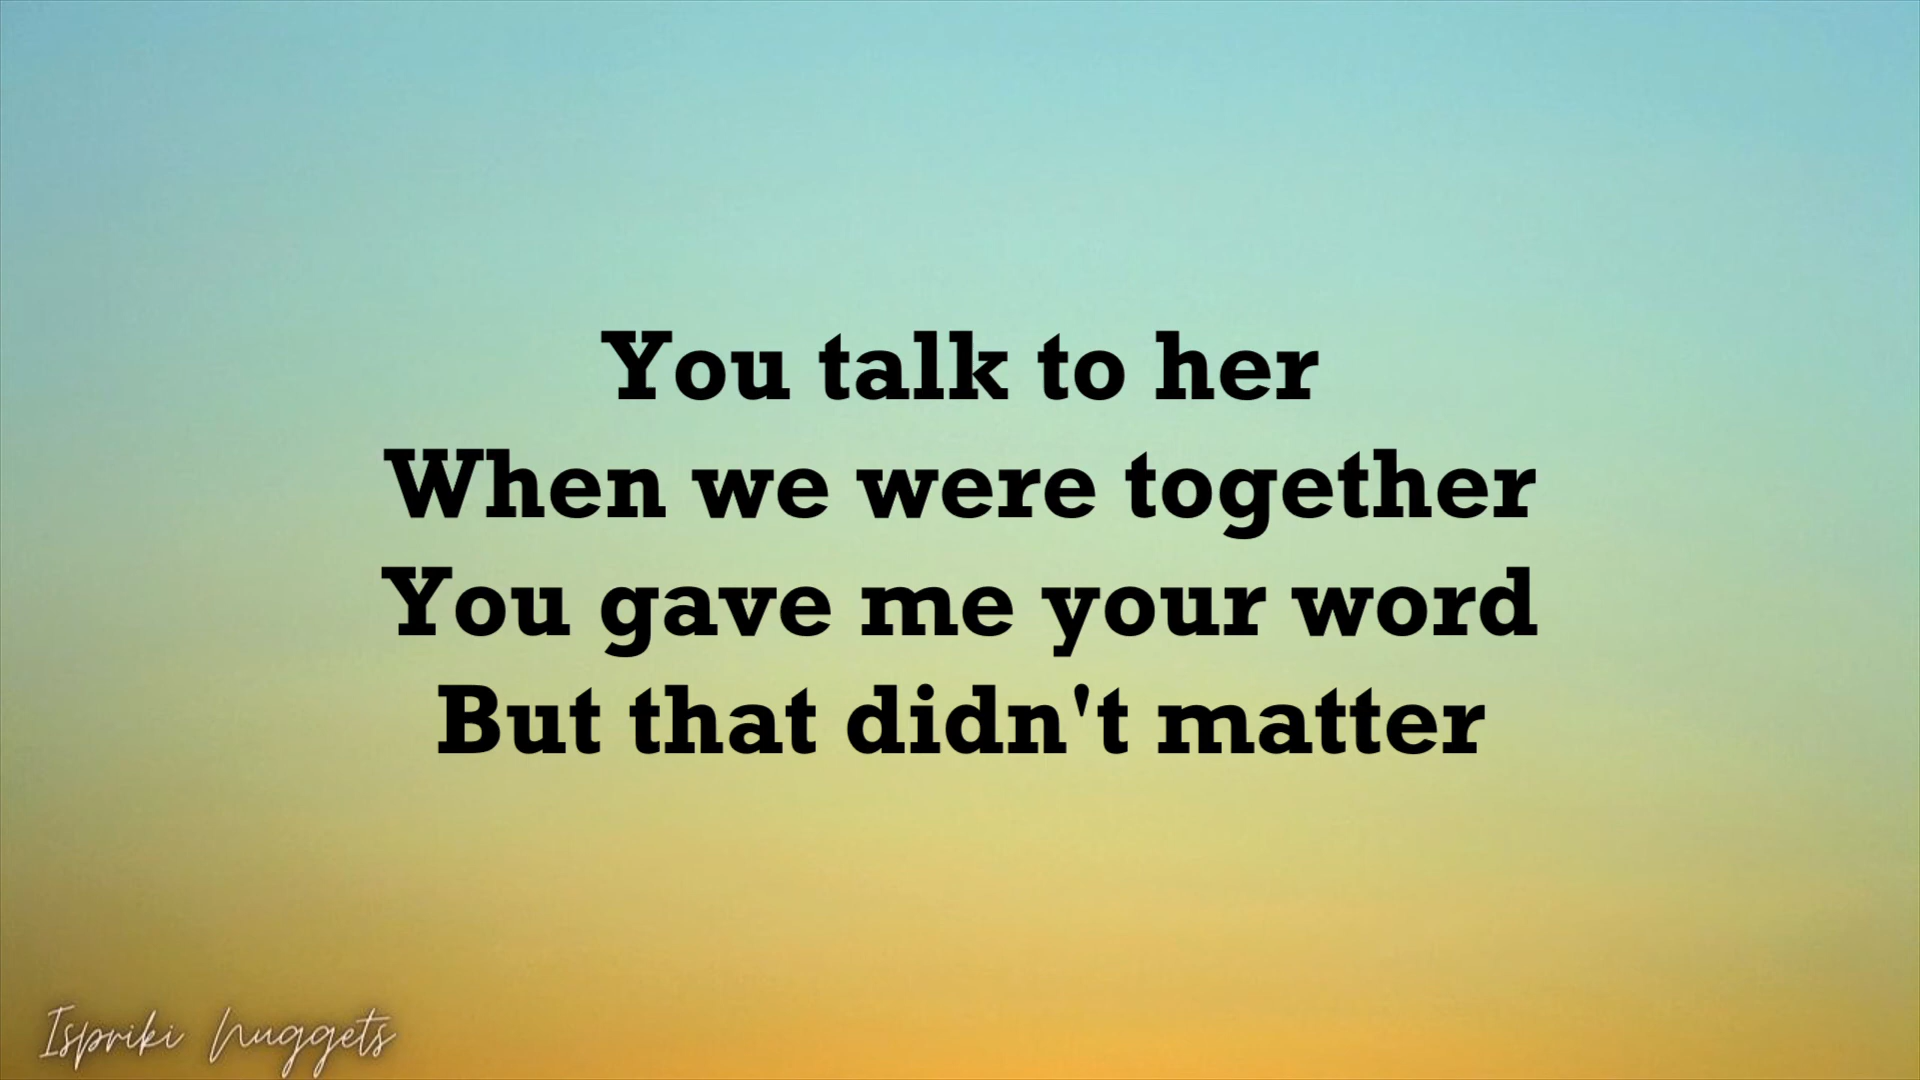 You talk to her
When we were together
You gave me your word
But that didn't matter
Ispriki Nuggets